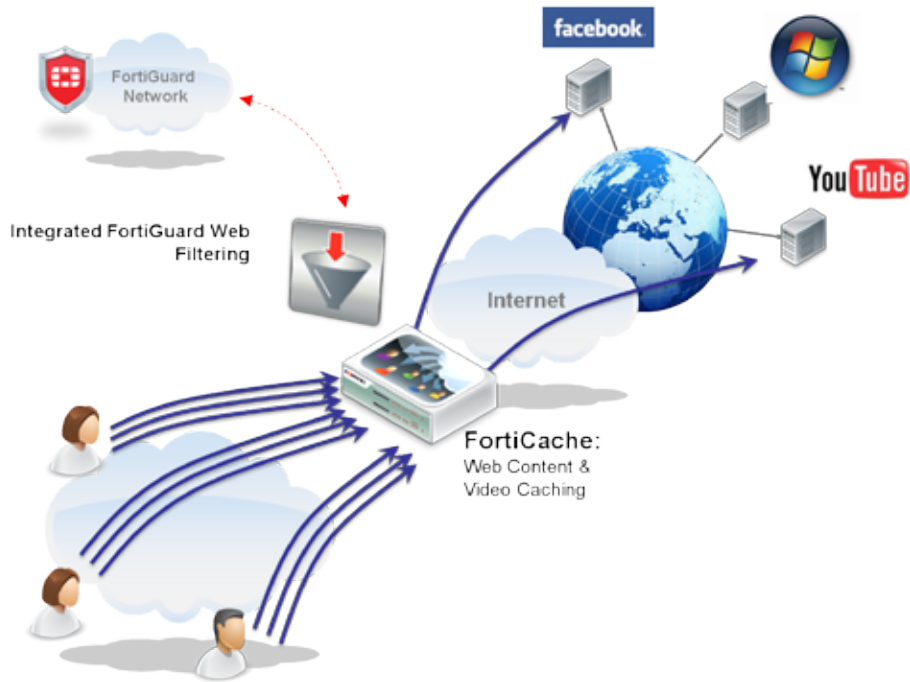 facebook
FortiGuard
Network
You Tube
Integrated FortiGuard Web
Filtering
Internet
FortiCache:
Web Content &
Video Caching